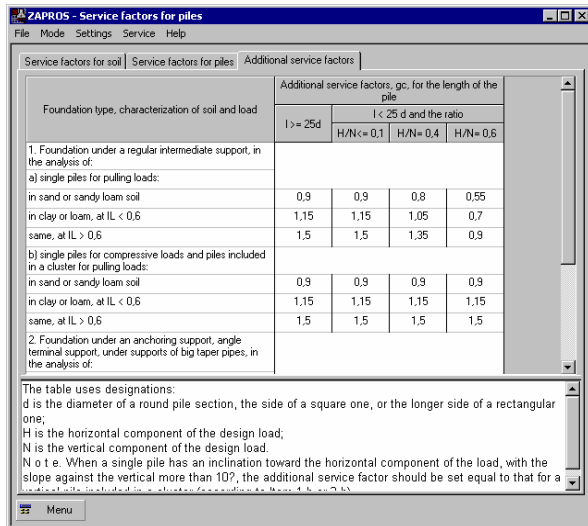 ZAPROS - Service factors for piles
File Mode Settings Service Help
Service factors for soil Service factors for piles Additional service factors
Foundation type, characterization of soil and load
Additional service factors, gc, for the length of the
pile
l >= 25d
l < 25 d and the ratio
H/N<= 0,1 H/N= 0,4 H/N= 0,6
1. Foundation under a regular intermediate support, in
the analysis of:
a) single piles for pulling loads:
in sand or sandy loam soil 0,9 0,9 0,8 0,55
in clay or loam, at IL < 0,6 1,15 1,15 1,05 0,7
same, at IL > 0,6 1,5 1,5 1,35 0,9
b) single piles for compressive loads and piles included
in a cluster for pulling loads:
in sand or sandy loam soil 0,9 0,9 0,9 0,9
in clay or loam, at IL < 0,6 1,15 1,15 1,15 1,15
same, at IL > 0,6 1,5 1,5 1,5 1,5
2. Foundation under an anchoring support, angle
terminal support, under supports of big taper pipes, in
the analysis of:
The table uses designations:
d is the diameter of a round pile section, the side of a square one, or the longer side of a rectangular
one;
H is the horizontal component of the design load;
N is the vertical component of the design load.
N o t e. When a single pile has an inclination toward the horizontal component of the load, with the
slope against the vertical more than 10?, the additional service factor should be set equal to that for a
vertical pile included in a cluster (according to Item 1,b or 2,b)
Menu